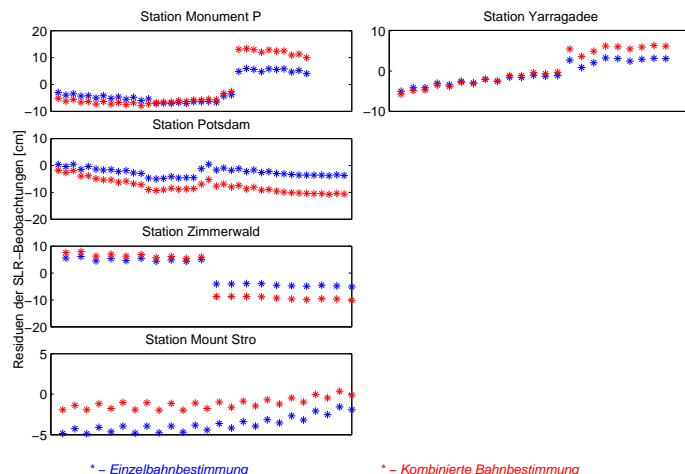 Station Monument P
20
10
0
−10
Station Yarragadee
10
0
−10
Station Potsdam
10
0
−10
−20
Station Zimmerwald
10
0
−10
−20
Station Mount Stro
5
0
−5
Residuen der SLR−Beobachtungen [cm]
* − Einzelbahnbestimmung
* − Kombinierte Bahnbestimmung